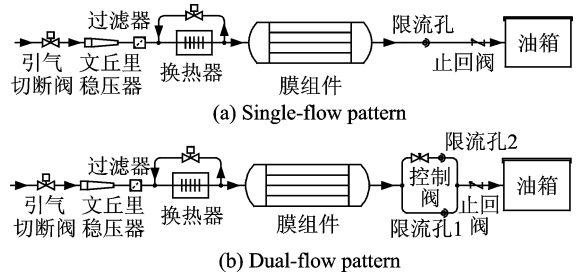 过滤器
限流孔
油箱
引气
切断阀
文丘里
稳压器
换热器
膜组件
止回阀
(a) Single-flow pattern
过滤器
限流孔2
控制
阀
油箱
引气
切断阀
文丘里
稳压器
换热器
膜组件
限流孔1
止回
阀
(b) Dual-flow pattern